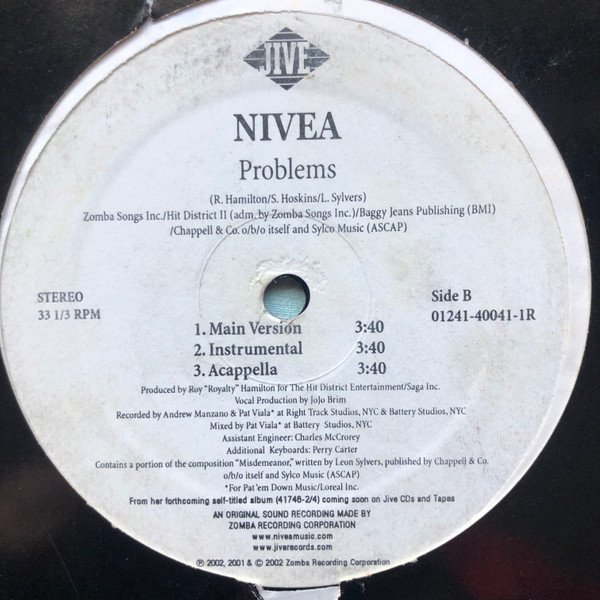 JIVE
NIVEA
Problems
(R. Hamilton/S. Hoskins/L. Sylvers)
Zomba Songs Inc./Hit District II (adm. by Zomba Songs Inc.)/Baggy Jeans Publishing (BMI)
/Chappell & Co. o/b/o itself and Sylco Music (ASCAP)
STEREO
33 1/3 RPM
Side B
01241-40041-1R
1. Main Version 3:40
2. Instrumental 3:40
3. Acappella 3:40
Produced by Roy "Royalty" Hamilton for The Hit District Entertainment/Saga Inc.
Vocal Production by JoJo Brim
Recorded by Andrew Manzano & Pat Viala* at Right Track Studios, NYC & Battery Studios, NYC
Mixed by Pat Viala* at Battery Studios, NYC
Assistant Engineer: Charles McCrorey
Additional Keyboards: Perry Carter
Contains a portion of the composition "Misdemeanor," written by Leon Sylvers, published by Chappell & Co.
o/b/o itself and Sylco Music (ASCAP)
*For Pat'em Down Music/Loreal Inc.
From her forthcoming self-titled album (41746-2/4) coming soon on Jive CDs and Tapes
AN ORIGINAL SOUND RECORDING MADE BY
ZOMBA RECORDING CORPORATION
www.niveamusic.com
www.jiverecords.com
℗ 2002, 2001 & © 2002 Zomba Recording Corporation